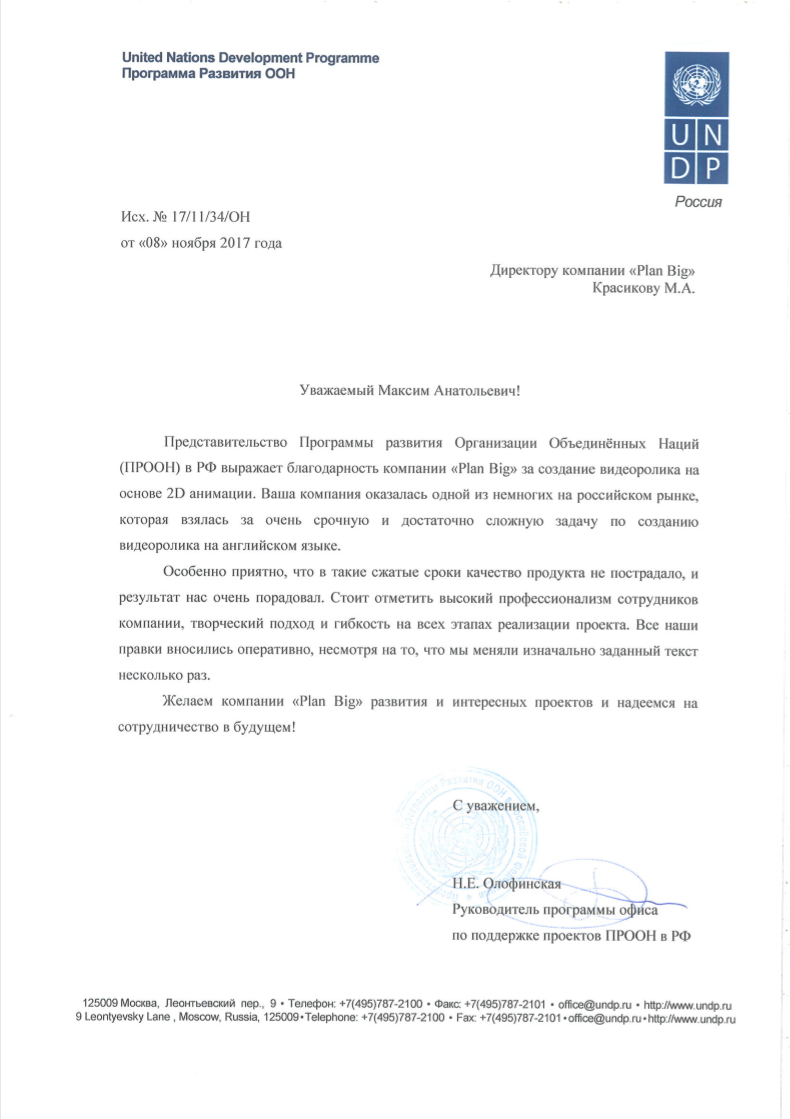 United Nations Development Programme
Программа Развития ООН
U N
D P
Россия
Исх. № 17/11/34/ОН
от «08» ноября 2017 года
Директору компании «Plan Big»
Красикову М.А.
Уважаемый Максим Анатольевич!
Представительство Программы развития Организации Объединённых Наций
(ПРООН) в РФ выражает благодарность компании «Plan Big» за создание видеоролика на
основе 2D анимации. Ваша компания оказалась одной из немногих на российском рынке,
которая взялась за очень срочную и достаточно сложную задачу по созданию
видеоролика на английском языке.
Особенно приятно, что в такие сжатые сроки качество продукта не пострадало, и
результат нас очень порадовал. Стоит отметить высокий профессионализм сотрудников
компании, творческий подход и гибкость на всех этапах реализации проекта. Все наши
правки вносились оперативно, несмотря на то, что мы меняли изначально заданный текст
несколько раз.
Желаем компании «Plan Big» развития и интересных проектов и надеемся на
сотрудничество в будущем!
Развития ООН в
С уважением,
Н.Е. Олофинская
Руководитель программы офиса
по поддержке проектов ПРООН в РФ
125009 Москва, Леонтьевский пер., 9 • Телефон: +7(495)787-2100 • Факс: +7(495)787-2101 • office@undp.ru • http://www.undp.ru
9 Leontyevsky Lane , Moscow, Russia, 125009•Telephone: +7(495)787-2100 • Fax: +7(495)787-2101•office@undp.ru•http://www.undp.ru